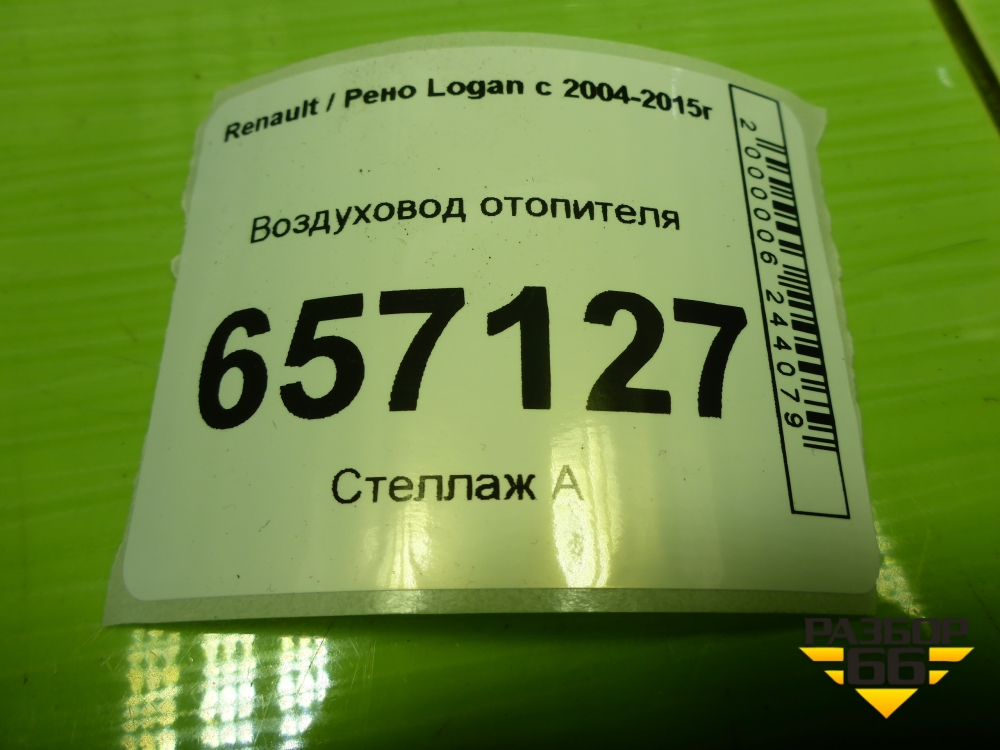 Renault / Рено Logan с 2004-2015г
Воздуховод отопителя
657127
Стеллаж А
2000006244079
РАЗБОР
66